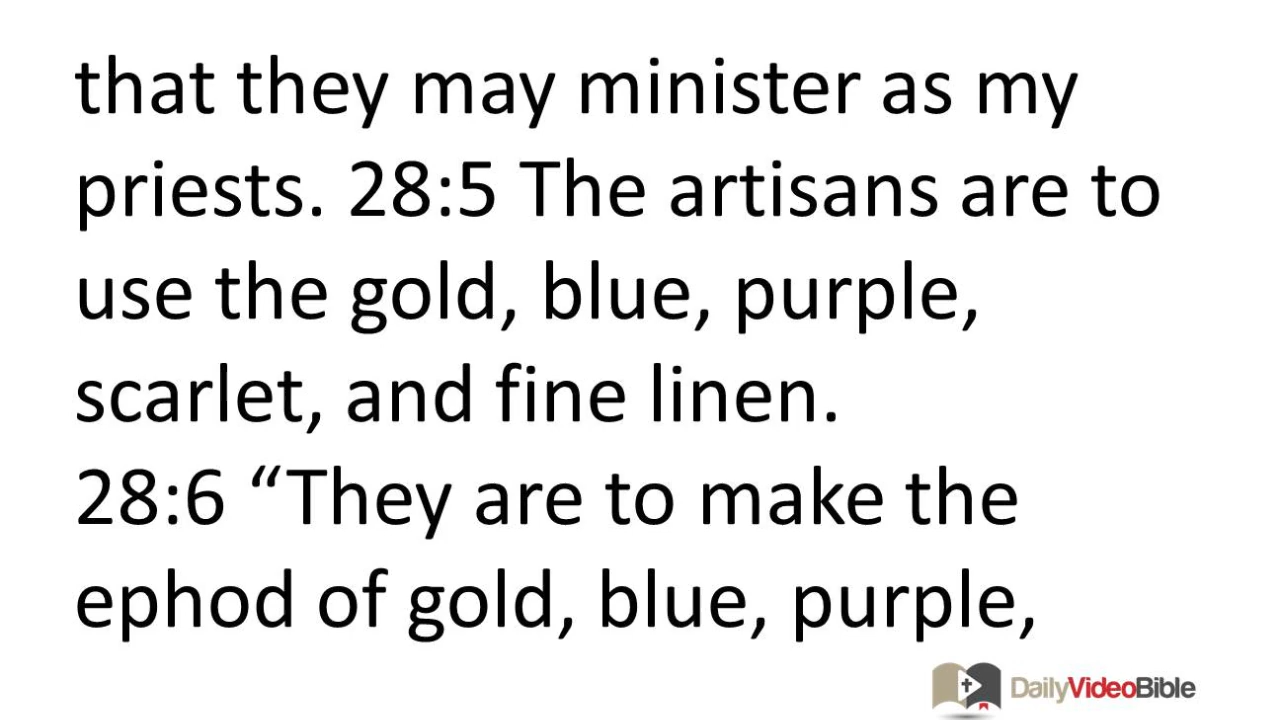 that they may minister as my
priests. 28:5 The artisans are to
use the gold, blue, purple,
scarlet, and fine linen.
28:6 “They are to make the
ephod of gold, blue, purple,
DailyVideoBible